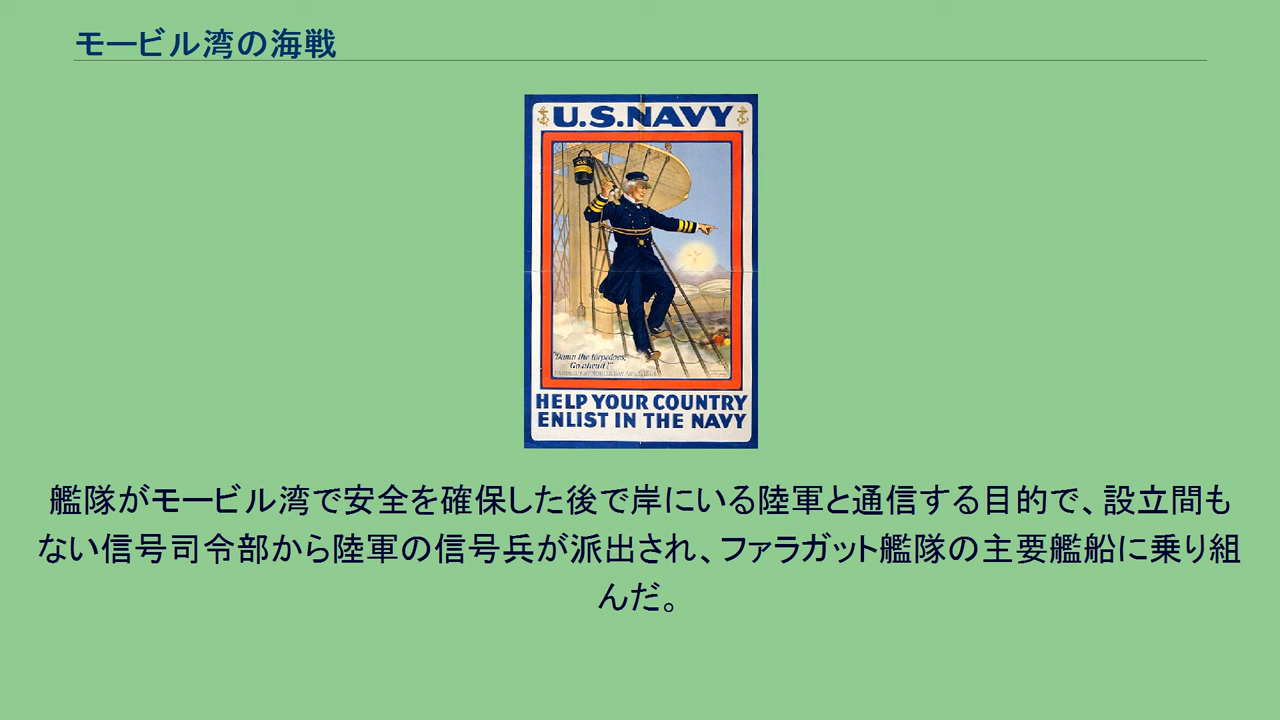 モービル湾の海戦
U.S.NAVY
"Damn the torpedoes,
Go ahead!"
HELP YOUR COUNTRY
ENLIST IN THE NAVY
艦隊がモービル湾で安全を確保した後で岸にいる陸軍と通信する目的で、設立間も
ない信号司令部から陸軍の信号兵が派出され、ファラガット艦隊の主要艦船に乗り組
んだ。